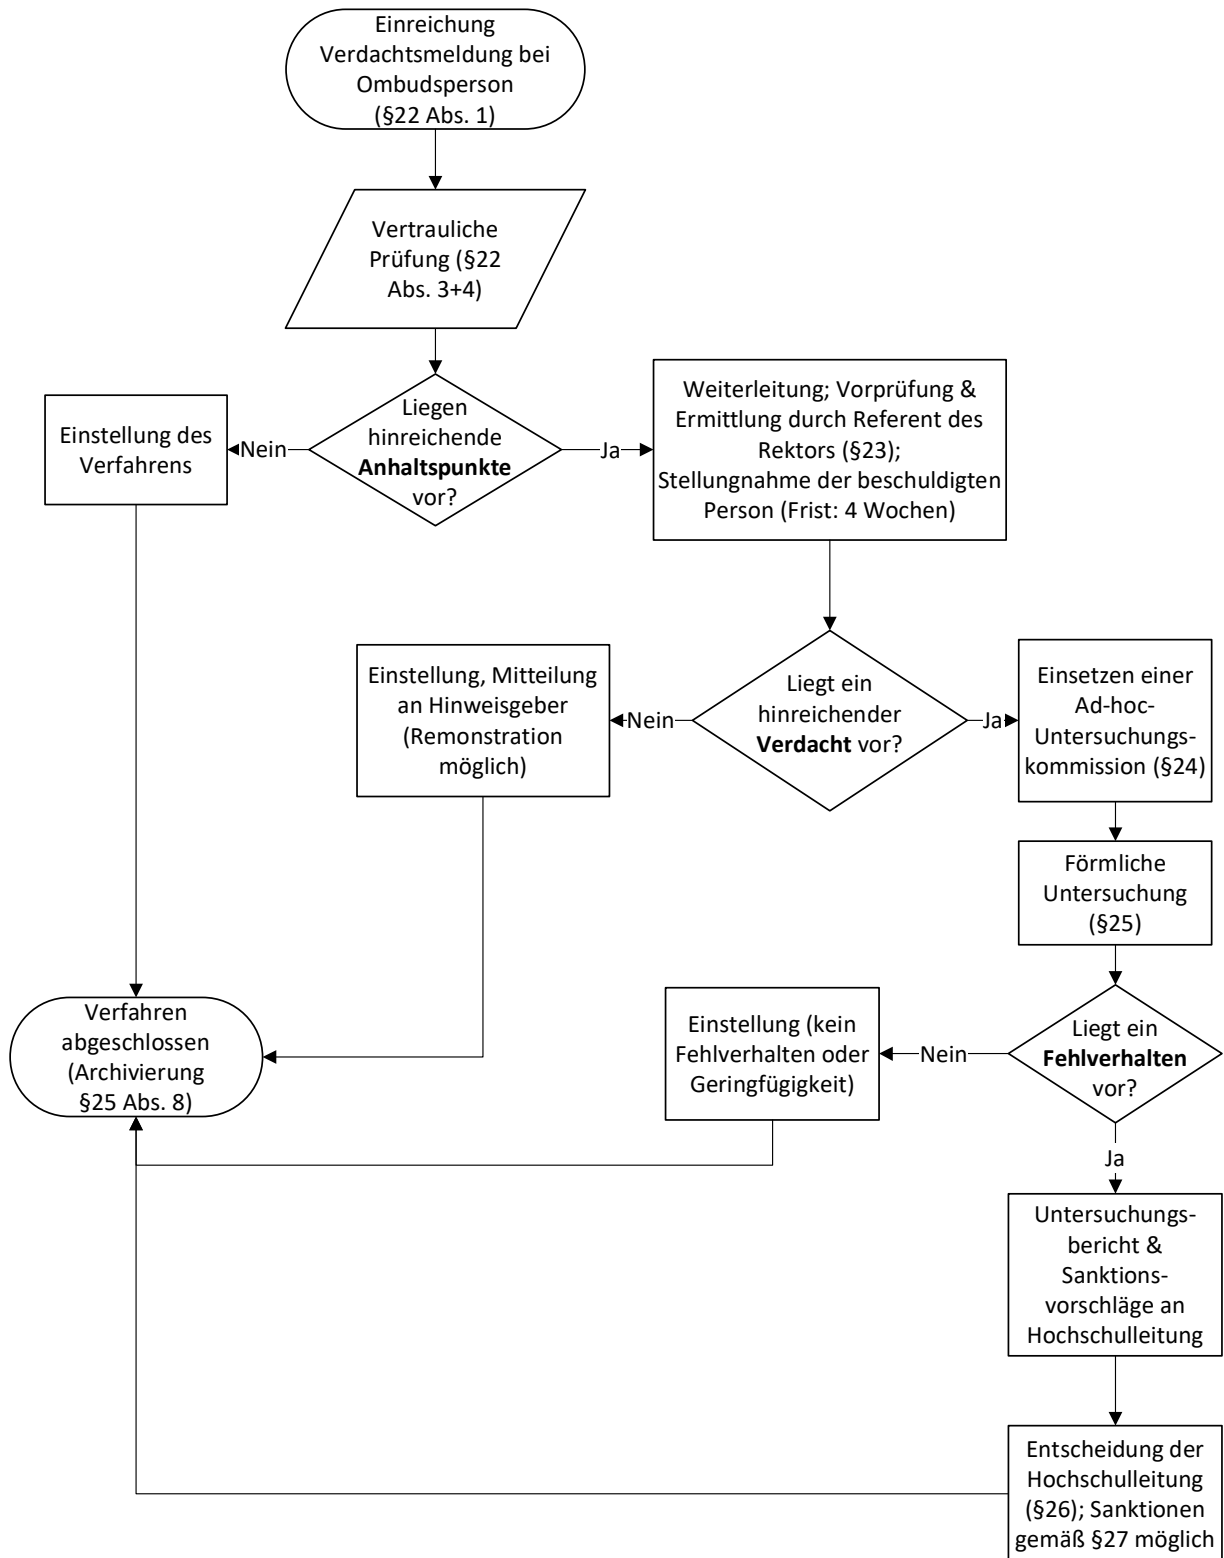 Einreichung
Verdachtsmeldung bei
Ombudsperson
(§22 Abs. 1)
Vertrauliche
Prüfung (§22
Abs. 3+4)
Liegen
hinreichende
Anhaltspunkte
vor?
Nein
Einstellung des
Verfahrens
Ja
Weiterleitung; Vorprüfung &
Ermittlung durch Referent des
Rektors (§23);
Stellungnahme der beschuldigten
Person (Frist: 4 Wochen)
Liegt ein
hinreichender
Verdacht vor?
Nein
Einstellung, Mitteilung
an Hinweisgeber
(Remonstration
möglich)
Ja
Einsetzen einer
Ad-hoc-
Untersuchungs-
kommission (§24)
Förmliche
Untersuchung
(§25)
Liegt ein
Fehlverhalten
vor?
Nein
Einstellung (kein
Fehlverhalten oder
Geringfügigkeit)
Verfahren
abgeschlossen
(Archivierung
§25 Abs. 8)
Ja
Untersuchungs-
bericht &
Sanktions-
vorschläge an
Hochschulleitung
Entscheidung der
Hochschulleitung
(§26); Sanktionen
gemäß §27 möglich